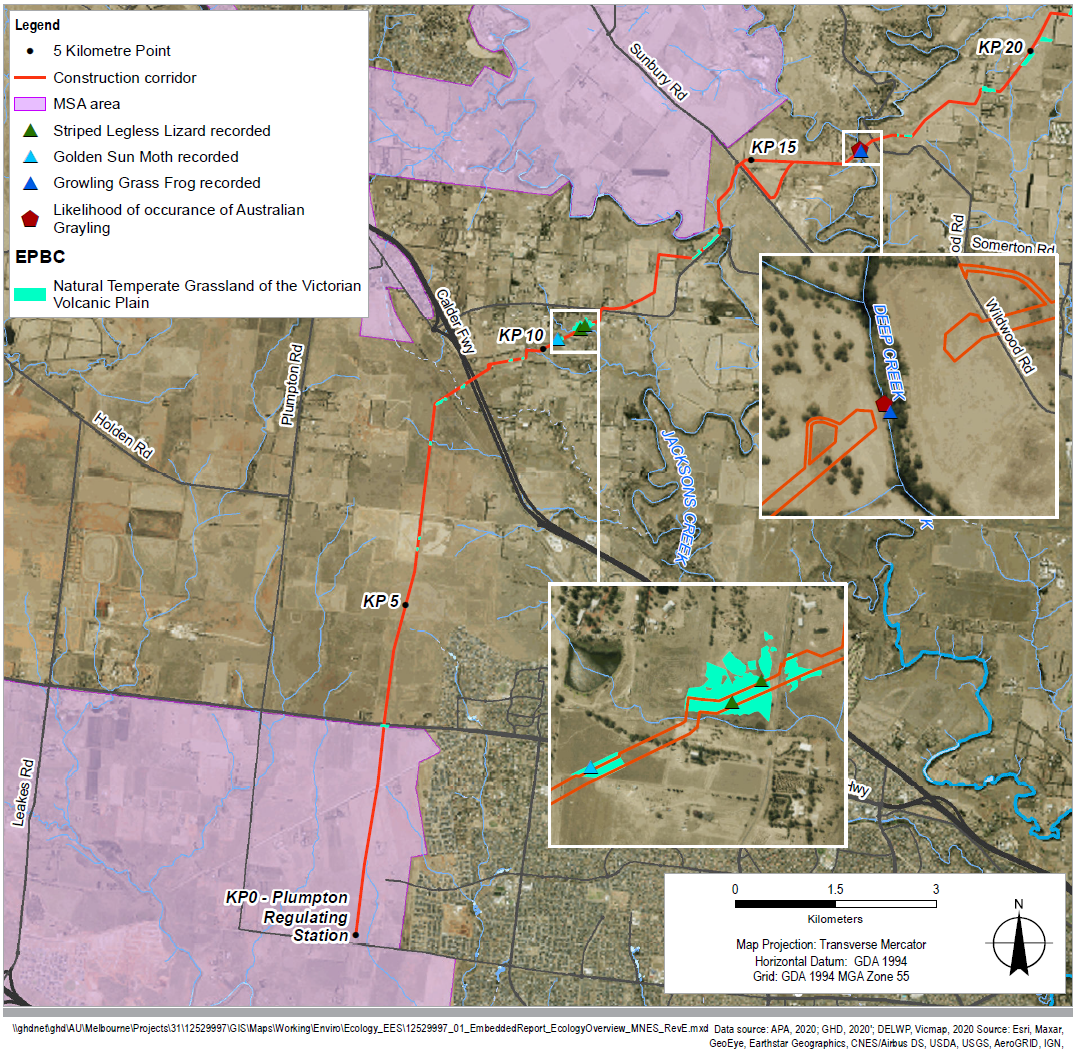 Legend
5 Kilometre Point
Construction corridor
MSA area
Striped Legless Lizard recorded
Golden Sun Moth recorded
Growling Grass Frog recorded
Likelihood of occurance of Australian
Grayling
EPBC
Natural Temperate Grassland of the Victorian
Volcanic Plain
Sunbury Rd
KP 20
KP 15
od Rd
Somerton Rd
Calder Fwy
KP 10
Plumpton Rd
Holden Rd
DEEP CREEK
Wildwood Rd
JACKSONS CREEK
K
KP 5
Leakes Rd
Hwy
KP0 - Plumpton
Regulating
Station
0 1.5 3
Kilometers
N
Map Projection: Transverse Mercator
Horizontal Datum: GDA 1994
Grid: GDA 1994 MGA Zone 55
\\ghdnet\ghd\AU\Melbourne\Projects\31\12529997\GIS\Maps\Working\Enviro\Ecology_EES\12529997_01_EmbeddedReport_EcologyOverview_MNES_RevE.mxd
Data source: APA, 2020; GHD, 2020'; DELWP, Vicmap, 2020 Source: Esri, Maxar,
GeoEye, Earthstar Geographics, CNES/Airbus DS, USDA, USGS, AeroGRID, IGN,